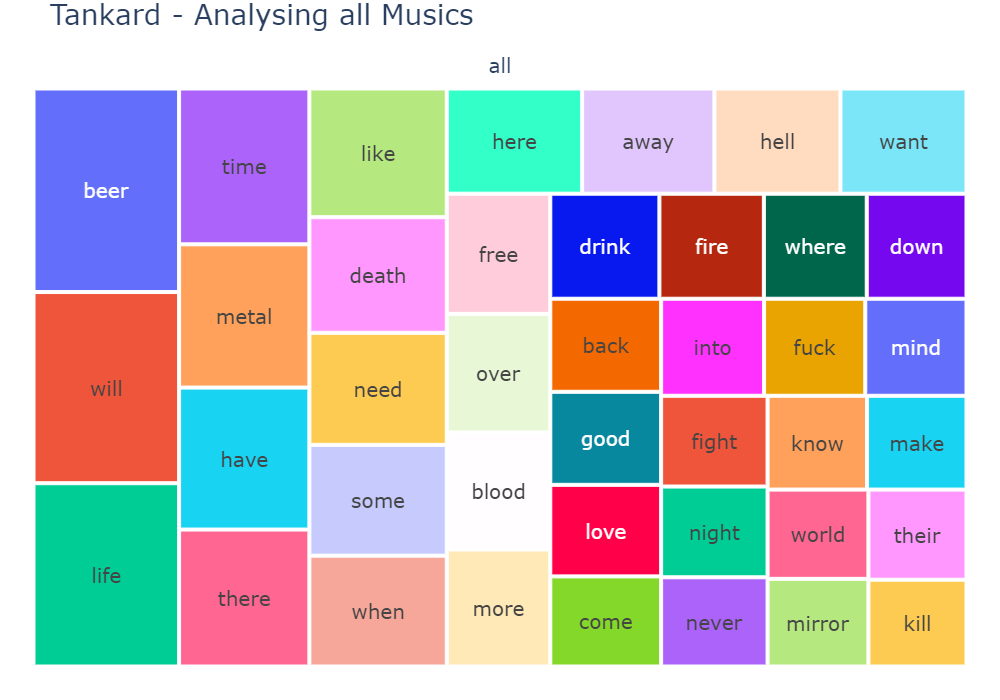 Tankard - Analysing all Musics
all
beer
will
life
time
metal
have
there
like
death
need
some
when
here
away
hell
want
free
over
blood
more
drink
fire
where
down
back
good
love
come
into
fuck
mind
fight
know
make
night
world
their
never
mirror
kill